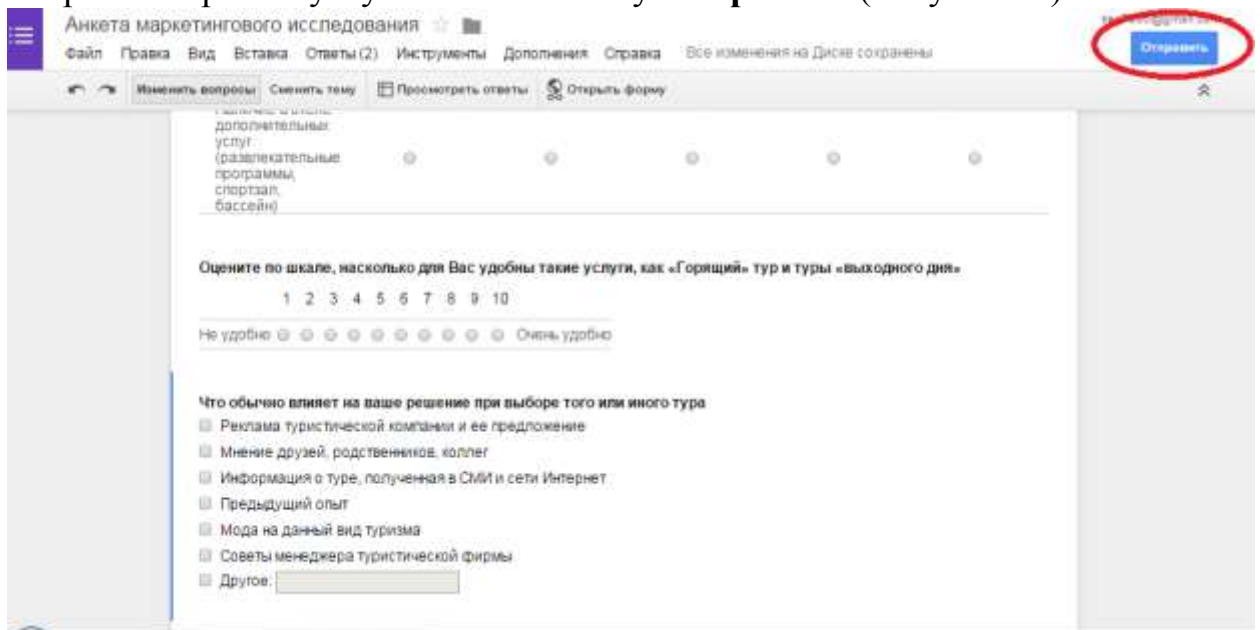 Анкета маркетингового исследования
Файл Правка Вид Вставка Ответы (2) Инструменты Дополнения Справка Все изменения на Диске сохранены
Отправить
Изменить вопросы Сменить тему Просмотреть ответы Открыть форму
дополнительных
услуг
(развлекательные
программы,
спортзал,
бассейн)
Оцените по шкале, насколько для Вас удобны такие услуги, как «Горящий» тур и туры «выходного дня»
1 2 3 4 5 6 7 8 9 10
Не удобно Очень удобно
Что обычно влияет на ваше решение при выборе того или иного тура
Реклама туристической компании и ее предложение
Мнение друзей, родственников, коллег
Информация о туре, полученная в СМИ и сети Интернет
Предыдущий опыт
Мода на данный вид туризма
Советы менеджера туристической фирмы
Другое: